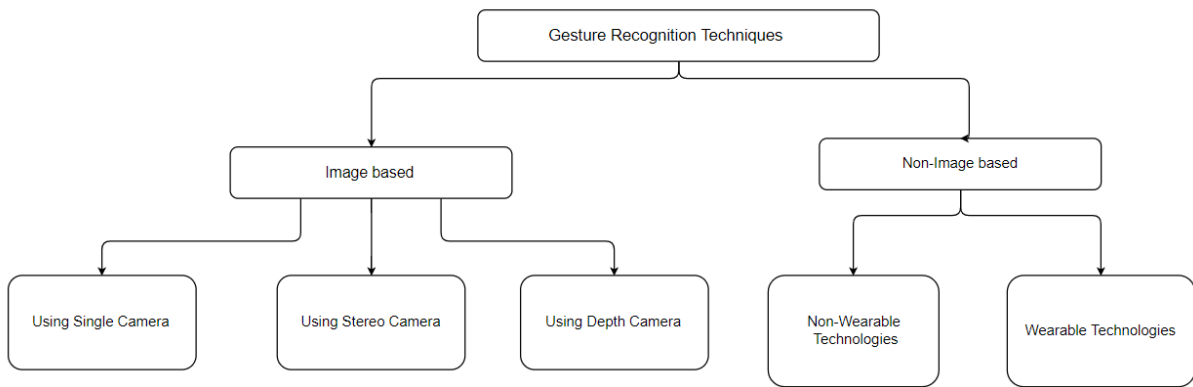 Gesture Recognition Techniques
Image based
Non-Image based
Using Single Camera
Using Stereo Camera
Using Depth Camera
Non-Wearable
Technologies
Wearable Technologies